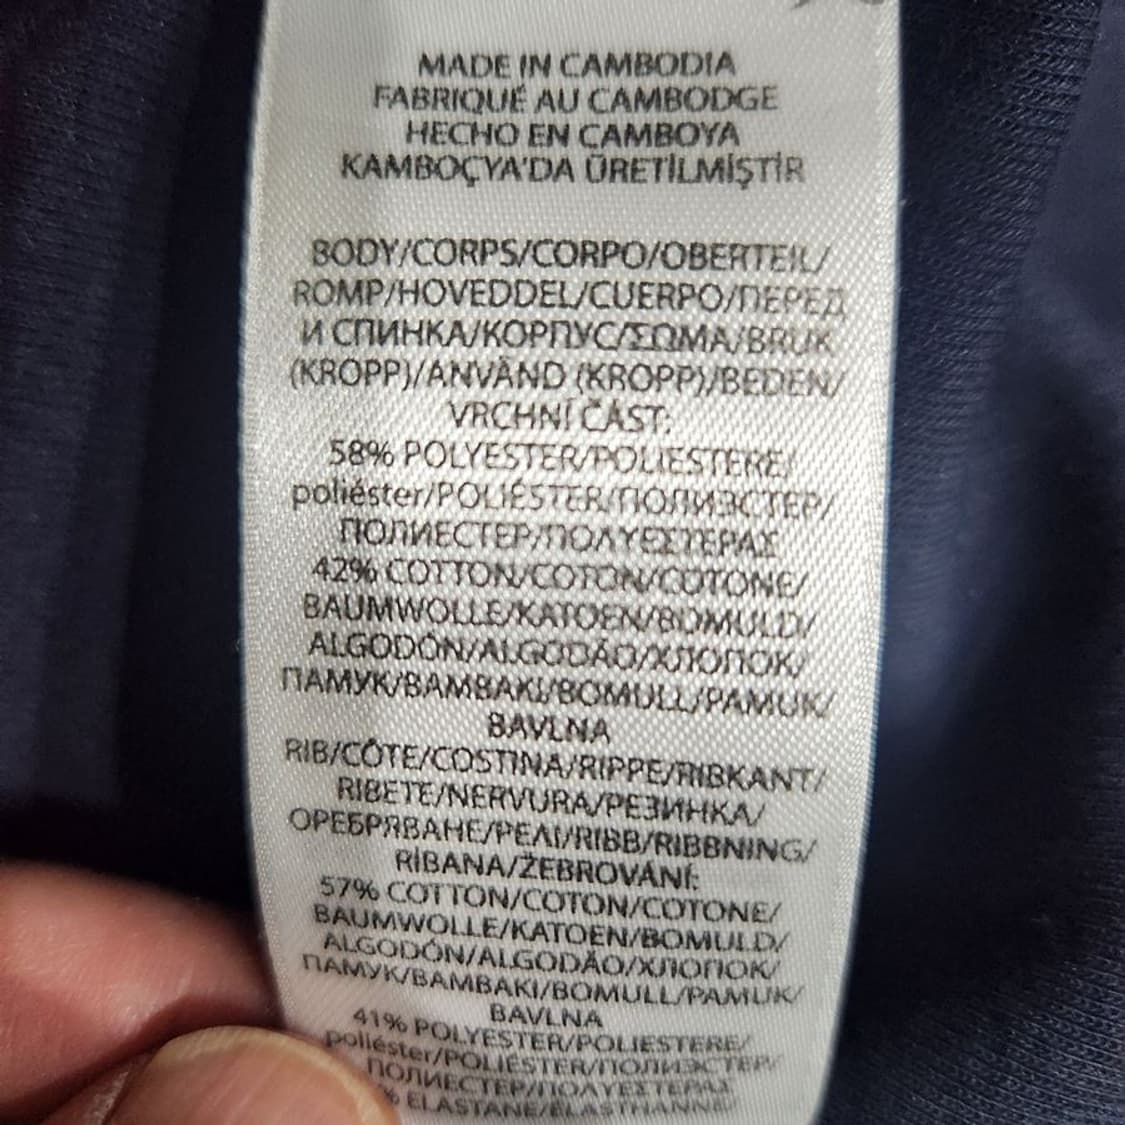 MADE IN CAMBODIA
FABRIQUÉ AU CAMBODGE
HECHO EN CAMBOYA
KAMBOÇYA'DA ÜRETİLMİŞTİR
BODY/CORPS/CORPO/OBERTEIL/
ROMP/HOVEDDEL/CUERPO/ПЕРЕД
И СПИНКА/КОРПУС/ΣΩΜΑ/BRUK
(KROPP)/ANVÄND (KROPP)/BEDEN/
VRCHNÍ ČÁST:
58% POLYESTER/POLIESTERE/
poliéster/POLIÉSTER/ПОЛИЭСТЕР/
ПОЛИЕСТЕР/ΠΟΛΥΕΣΤΕΡΑΣ
42% COTTON/COTON/COTONE/
BAUMWOLLE/KATOEN/BOMULD/
ALGODÓN/ALGODÃO/ХЛОПОК/
ПАМУК/ΒΑΜΒΑΚΙ/BOMULL/PAMUK/
BAVLNA
RIB/CÔTE/COSTINA/RIPPE/RIBKANT/
RIBETE/NERVURA/РЕЗИНКА/
ОРЕБРЯВАНЕ/ΡΕΛΙ/RIBB/RIBBNING/
RİBANA/ŽEBROVÁNÍ:
57% COTTON/COTON/COTONE/
BAUMWOLLE/KATOEN/BOMULD/
ALGODÓN/ALGODÃO/ХЛОПОК/
ПАМУК/ΒΑΜΒΑΚΙ/BOMULL/PAMUK/
BAVLNA
41% POLYESTER/POLIESTERE/
poliéster/POLIÉSTER/ПОЛИЭСТЕР/
ПОЛИЕСТЕР/ΠΟΛΥΕΣΤΕΡΑΣ
% ELASTANE/ÉLASTHANNE/